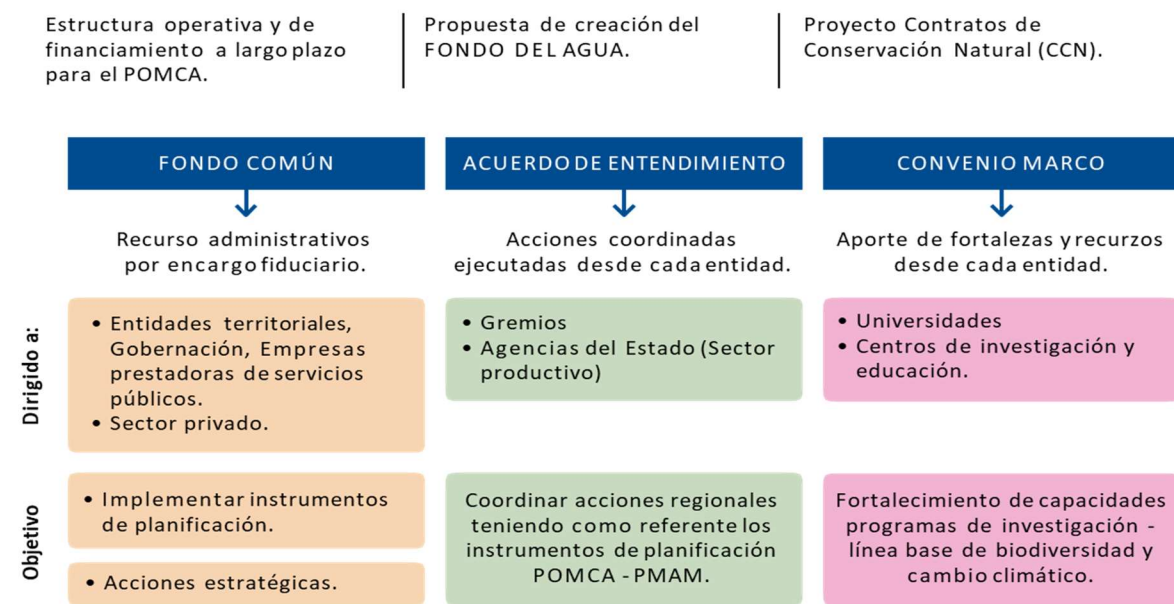 Estructura operativa y de
financiamiento a largo plazo
para el POMCA.
Propuesta de creación del
FONDO DEL AGUA.
Proyecto Contratos de
Conservación Natural (CCN).
FONDO COMÚN
ACUERDO DE ENTENDIMIENTO
CONVENIO MARCO
Recurso administrativos
por encargo fiduciario.
Acciones coordinadas
ejecutadas desde cada entidad.
Aporte de fortalezas y recurzos
desde cada entidad.
Dirigido a:
• Entidades territoriales,
Gobernación, Empresas
prestadoras de servicios
públicos.
• Sector privado.
• Gremios
• Agencias del Estado (Sector
productivo)
• Universidades
• Centros de investigación y
educación.
Objetivo
• Implementar instrumentos
de planificación.
• Acciones estratégicas.
Coordinar acciones regionales
teniendo como referente los
instrumentos de planificación
POMCA - PMAM.
Fortalecimiento de capacidades
programas de investigación -
línea base de biodiversidad y
cambio climático.